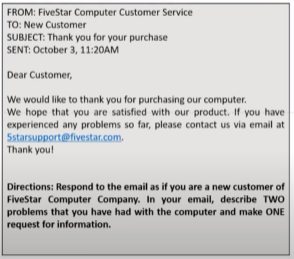 FROM: FiveStar Computer Customer Service
TO: New Customer
SUBJECT: Thank you for your purchase
SENT: October 3, 11:20AM
Dear Customer,
We would like to thank you for purchasing our computer.
We hope that you are satisfied with our product. If you have
experienced any problems so far, please contact us via email at
5starsupport@fivestar.com.
Thank you!
Directions: Respond to the email as if you are a new customer of
FiveStar Computer Company. In your email, describe TWO
problems that you have had with the computer and make ONE
request for information.